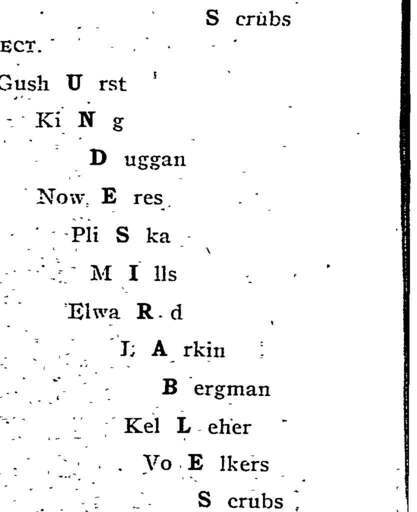 S crubs
ECT.
Gush U rst
Ki N g
D uggan
Now E res
Pli S ka
M I lls
Elwa R d
L A rkin
B ergman
Kel L eher
Vo E lkers
S crubs